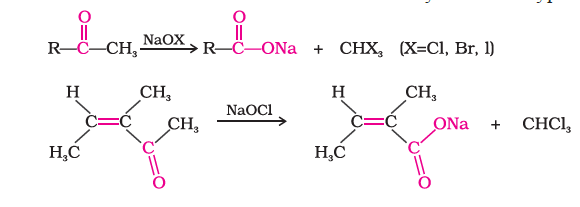 O O
R–C–CH₃ NaOX R–C–ONa + CHX₃ (X=Cl, Br, I)
H CH₃ H CH₃
C=C CH₃ NaOCl C=C ONa + CHCl₃
H₃C C H₃C C
O O